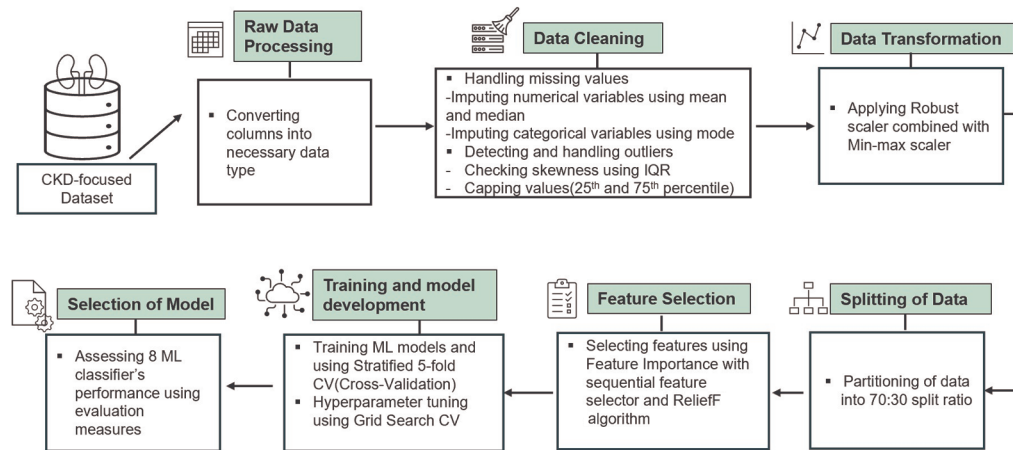 Raw Data
Processing
Data Cleaning
Data Transformation
CKD-focused
Dataset
▪ Converting
columns into
necessary data
type
▪ Handling missing values
-Imputing numerical variables using mean
and median
-Imputing categorical variables using mode
▪ Detecting and handling outliers
- Checking skewness using IQR
- Capping values(25th and 75th percentile)
▪ Applying Robust
scaler combined with
Min-max scaler
Selection of Model
Training and model
development
Feature Selection
Splitting of Data
▪ Assessing 8 ML
classifier's
performance using
evaluation
measures
▪ Training ML models and
using Stratified 5-fold
CV(Cross-Validation)
▪ Hyperparameter tuning
using Grid Search CV
▪ Selecting features using
Feature Importance with
sequential feature
selector and ReliefF
algorithm
▪ Partitioning of data
into 70:30 split ratio